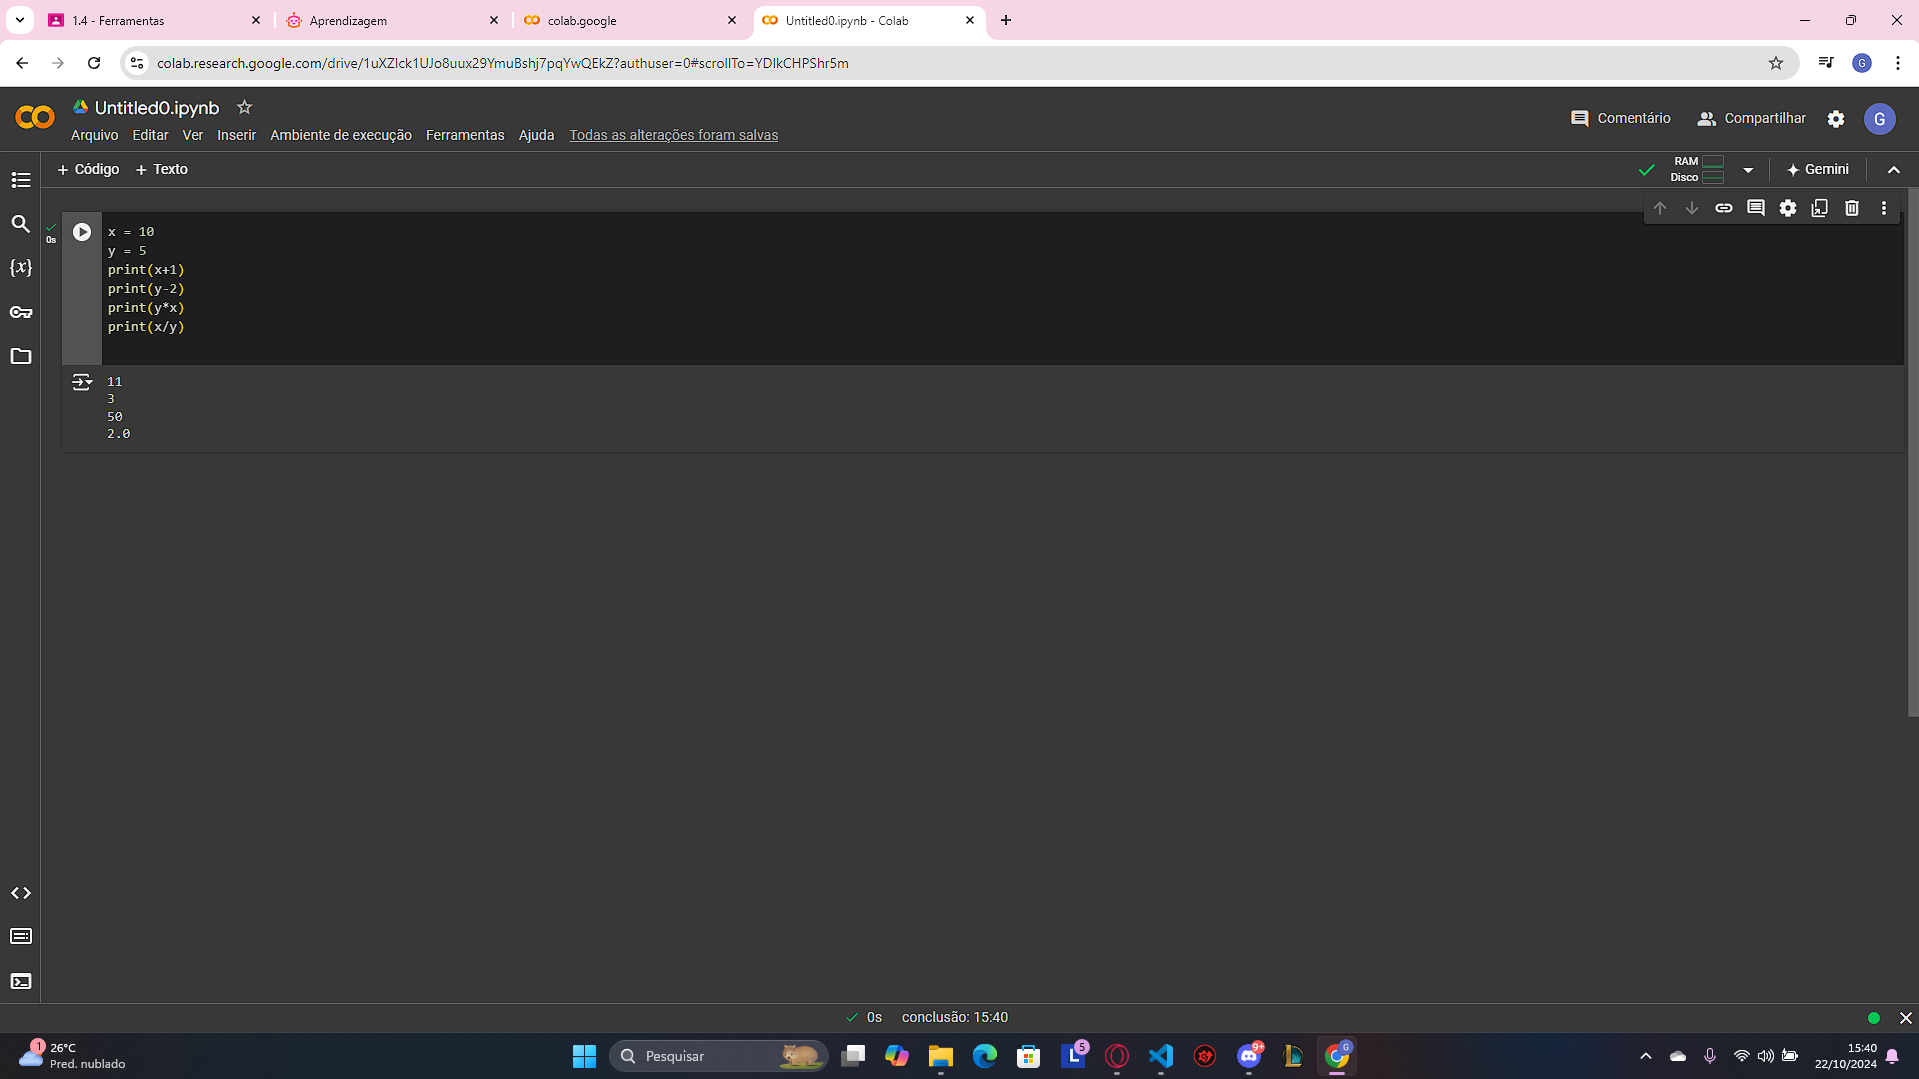 1.4 - Ferramentas
Aprendizagem
colab.google
Untitled0.ipynb - Colab
colab.research.google.com/drive/1uXZIck1UJo8uux29YmuBshj7pqYwQEkZ?authuser=0#scrollTo=YDIkCHPShr5m
G
Untitled0.ipynb
Comentário
Compartilhar
G
Arquivo Editar Ver Inserir Ambiente de execução Ferramentas Ajuda Todas as alterações foram salvas
+ Código + Texto
RAM
Disco
Gemini
0s
x = 10
y = 5
print(x+1)
print(y-2)
print(y*x)
print(x/y)
11
3
50
2.0
{x}
0s conclusão: 15:40
1
26°C
Pred. nublado
Pesquisar
L
5
9+
G
15:40
22/10/2024